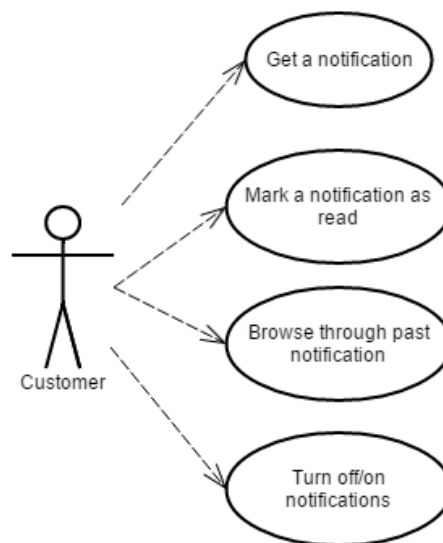 Get a notification
Mark a notification as
read
Browse through past
notification
Customer
Turn off/on
notifications